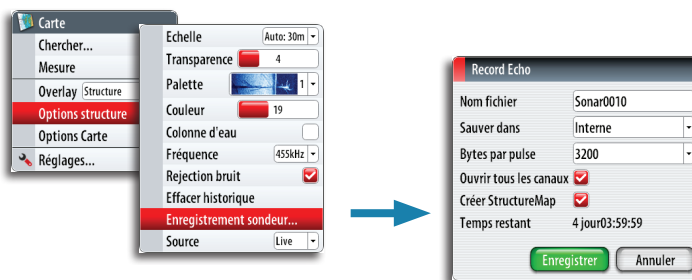 Carte
Chercher...
Mesure
Overlay Structure
Options structure
Options Carte
Réglages...
Echelle Auto: 30m
Transparence 4
Palette 1
Couleur 19
Colonne d'eau
Fréquence 455kHz
Rejection bruit
Effacer historique
Enregistrement sondeur...
Source Live
Record Echo
Nom fichier Sonar0010
Sauver dans Interne
Bytes par pulse 3200
Ouvrir tous les canaux
Créer StructureMap
Temps restant 4 jour03:59:59
Enregistrer Annuler